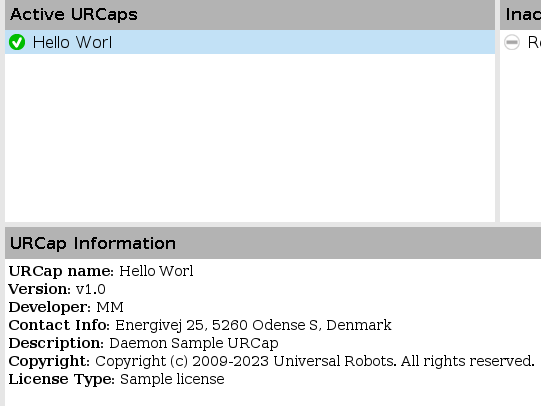 Active URCaps
Inac
Hello Worl
R
URCap Information
URCap name: Hello Worl
Version: v1.0
Developer: MM
Contact Info: Energivej 25, 5260 Odense S, Denmark
Description: Daemon Sample URCap
Copyright: Copyright (c) 2009-2023 Universal Robots. All rights reserved.
License Type: Sample license